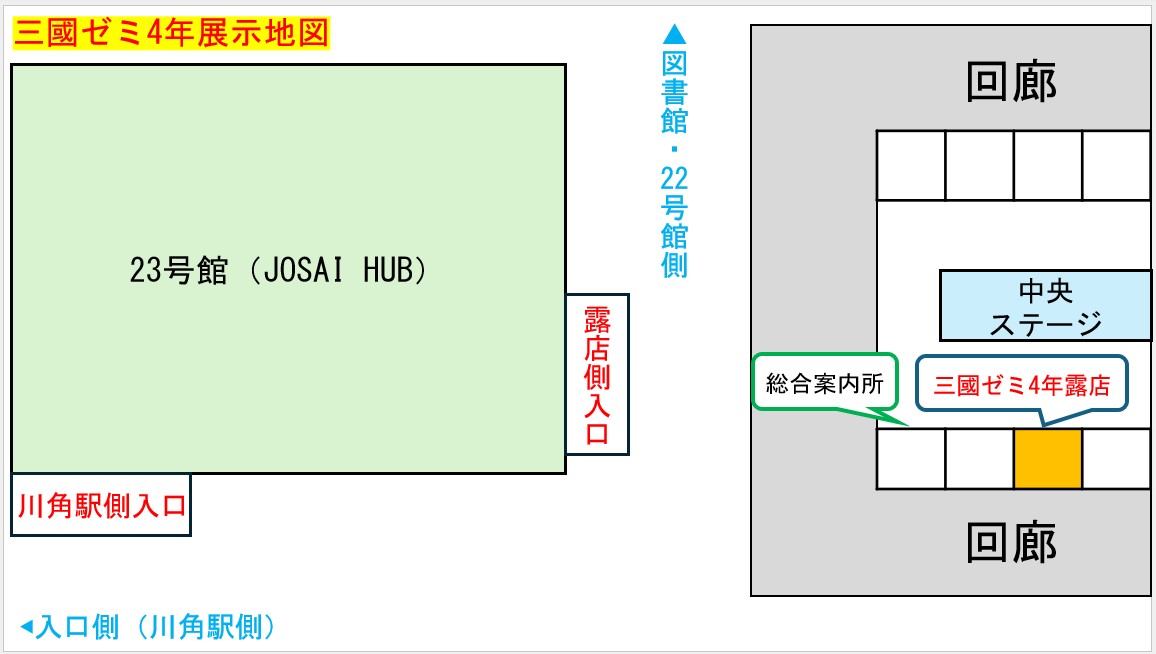 三國ゼミ4年展示地図
▲図書館・22号館側
回廊
23号館（JOSAI HUB）
中央
ステージ
露店側入口
総合案内所
三國ゼミ4年露店
川角駅側入口
回廊
◀入口側（川角駅側）